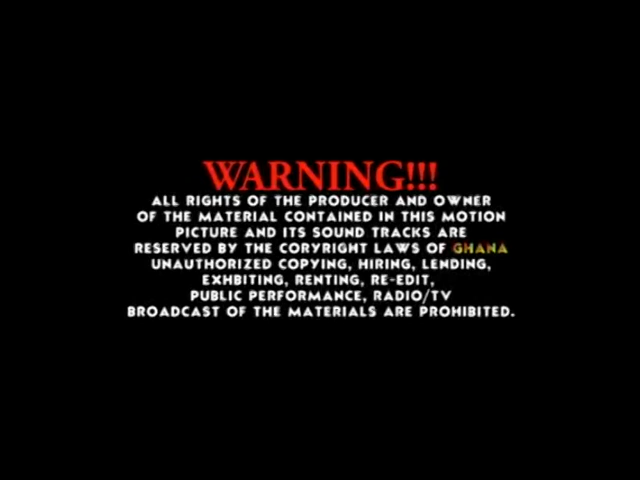 WARNING!!!
ALL RIGHTS OF THE PRODUCER AND OWNER
OF THE MATERIAL CONTAINED IN THIS MOTION
PICTURE AND ITS SOUND TRACKS ARE
RESERVED BY THE CORYRIGHT LAWS OF GHANA
UNAUTHORIZED COPYING, HIRING, LENDING,
EXHBITING, RENTING, RE-EDIT,
PUBLIC PERFORMANCE, RADIO/TV
BROADCAST OF THE MATERIALS ARE PROHIBITED.